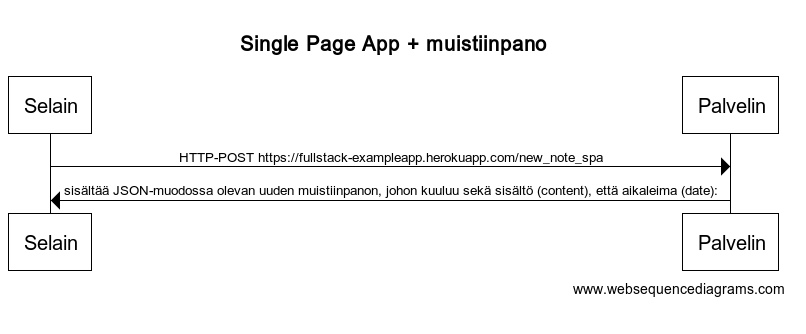 Single Page App + muistiinpano
Selain
Palvelin
HTTP-POST https://fullstack-exampleapp.herokuapp.com/new_note_spa
sisältää JSON-muodossa olevan uuden muistiinpanon, johon kuuluu sekä sisältö (content), että aikaleima (date):
Selain
Palvelin
www.websequencediagrams.com